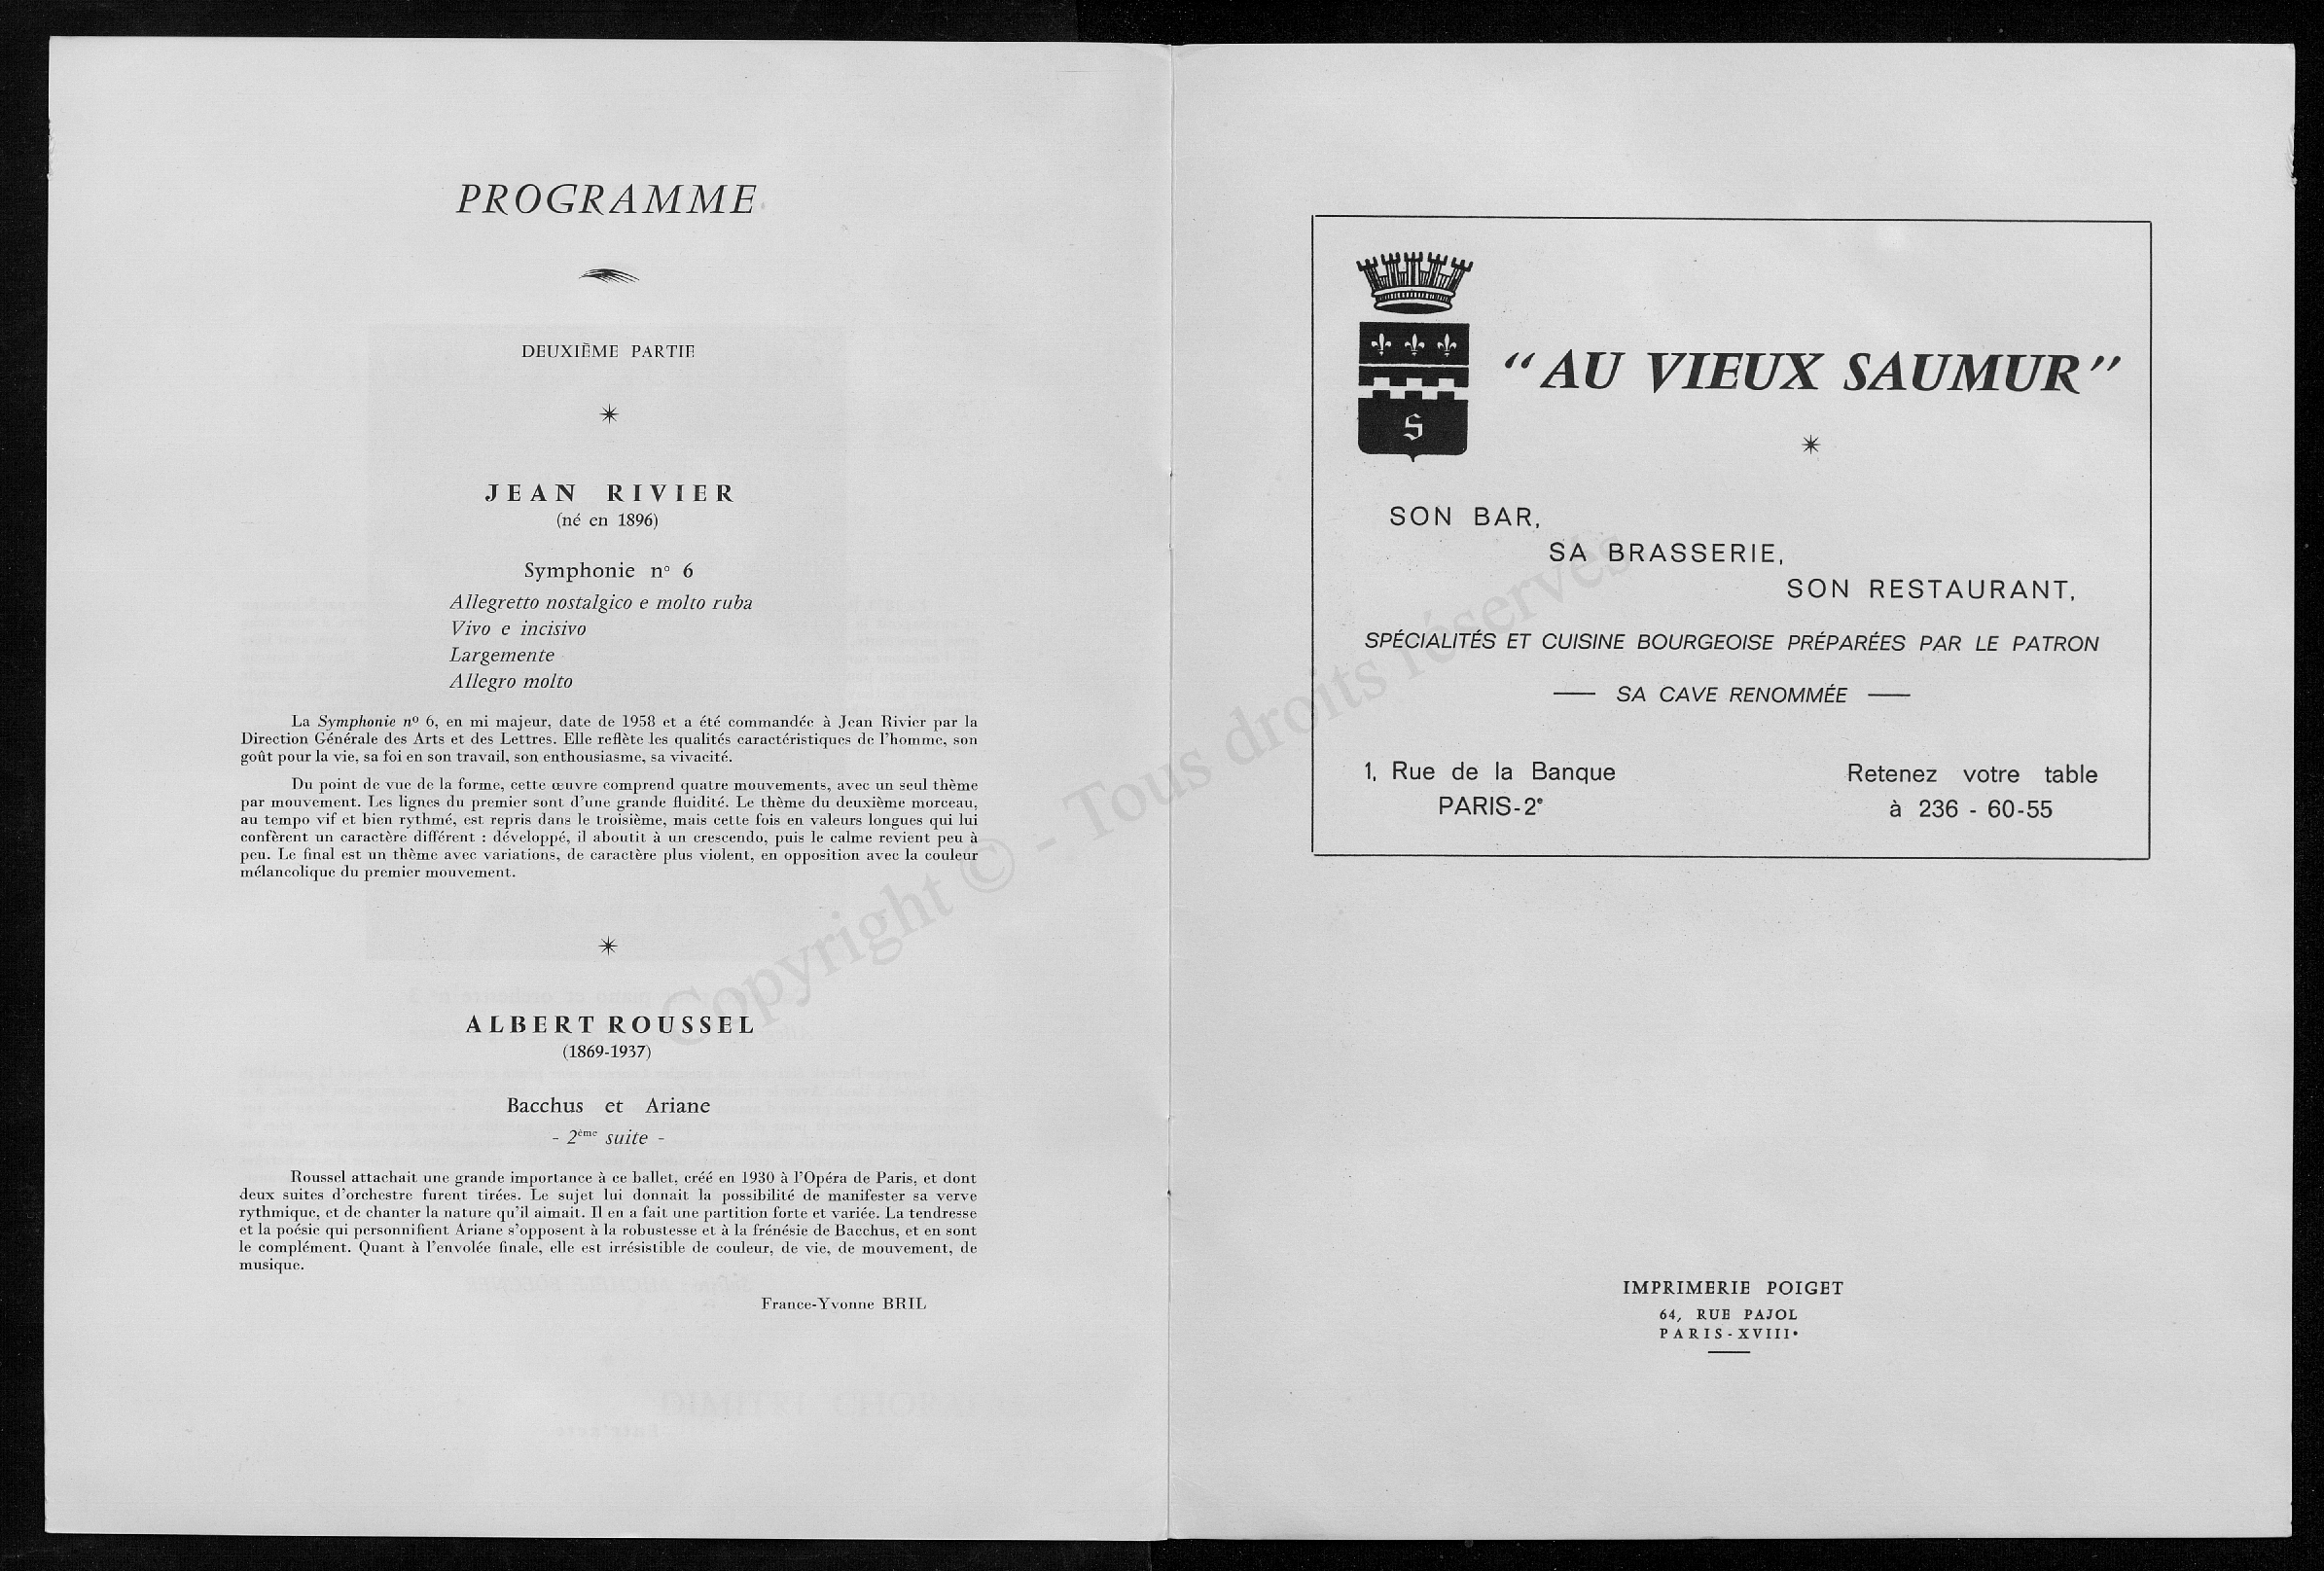 PROGRAMME
DEUXIÈME PARTIE
JEAN RIVIER
(né en 1896)
Symphonie n° 6
Allegretto nostalgico e molto ruba
Vivo e incisivo
Largemente
Allegro molto
La Symphonie nº 6, en mi majeur, date de 1958 et a été commandée à Jean Rivier par la
Direction Générale des Arts et des Lettres. Elle reflète les qualités caractéristiques de l'homme, son
goût pour la vie, sa foi en son travail, son enthousiasme, sa vivacité.
Du point de vue de la forme, cette œuvre comprend quatre mouvements, avec un seul thème
par mouvement. Les lignes du premier sont d'une grande fluidité. Le thème du deuxième morceau,
au tempo vif et bien rythmé, est repris dans le troisième, mais cette fois en valeurs longues qui lui
confèrent un caractère différent : développé, il aboutit à un crescendo, puis le calme revient peu à
peu. Le final est un thème avec variations, de caractère plus violent, en opposition avec la couleur
mélancolique du premier mouvement.
ALBERT ROUSSEL
(1869-1937)
Bacchus et Ariane
- 2ème suite -
Roussel attachait une grande importance à ce ballet, créé en 1930 à l'Opéra de Paris, et dont
deux suites d'orchestre furent tirées. Le sujet lui donnait la possibilité de manifester sa verve
rythmique, et de chanter la nature qu'il aimait. Il en a fait une partition forte et variée. La tendresse
et la poésie qui personnifient Ariane s'opposent à la robustesse et à la frénésie de Bacchus, et en sont
le complément. Quant à l'envolée finale, elle est irrésistible de couleur, de vie, de mouvement, de
musique.
France-Yvonne BRIL
Copyright © - Tous droits réservés
S
"AU VIEUX SAUMUR"
SON BAR,
SA BRASSERIE,
SON RESTAURANT,
SPÉCIALITÉS ET CUISINE BOURGEOISE PRÉPARÉES PAR LE PATRON
— SA CAVE RENOMMÉE —
1, Rue de la Banque
PARIS-2e
Retenez votre table
à 236 - 60-55
IMPRIMERIE POIGET
64, RUE PAJOL
PARIS-XVIIIe